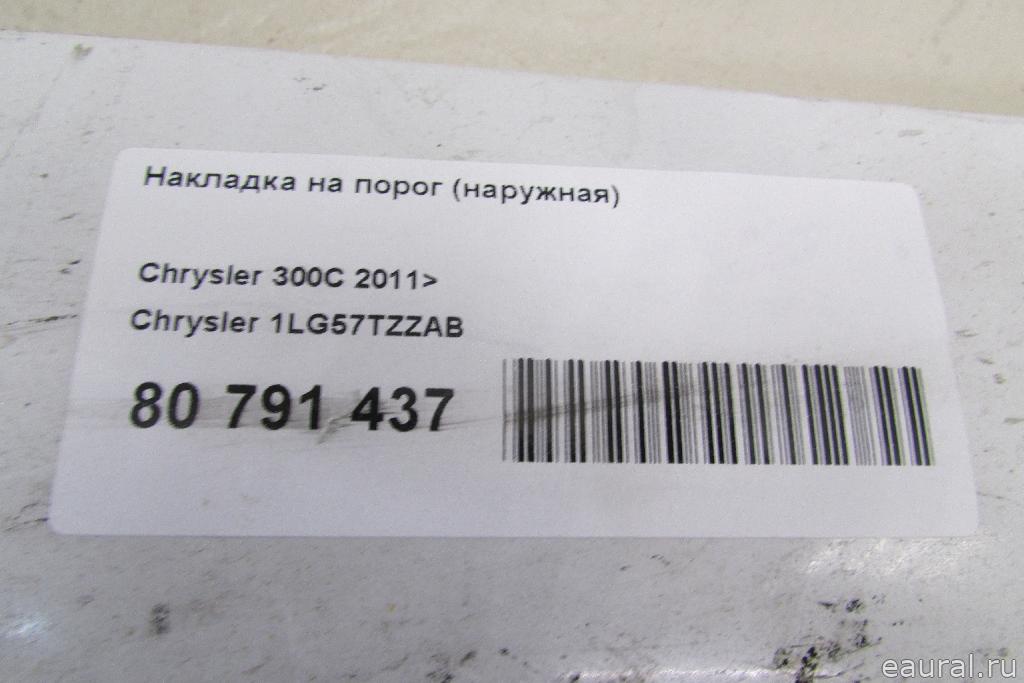 Накладка на порог (наружная)
Chrysler 300C 2011>
Chrysler 1LG57TZZAB
80 791 437
eaural.ru